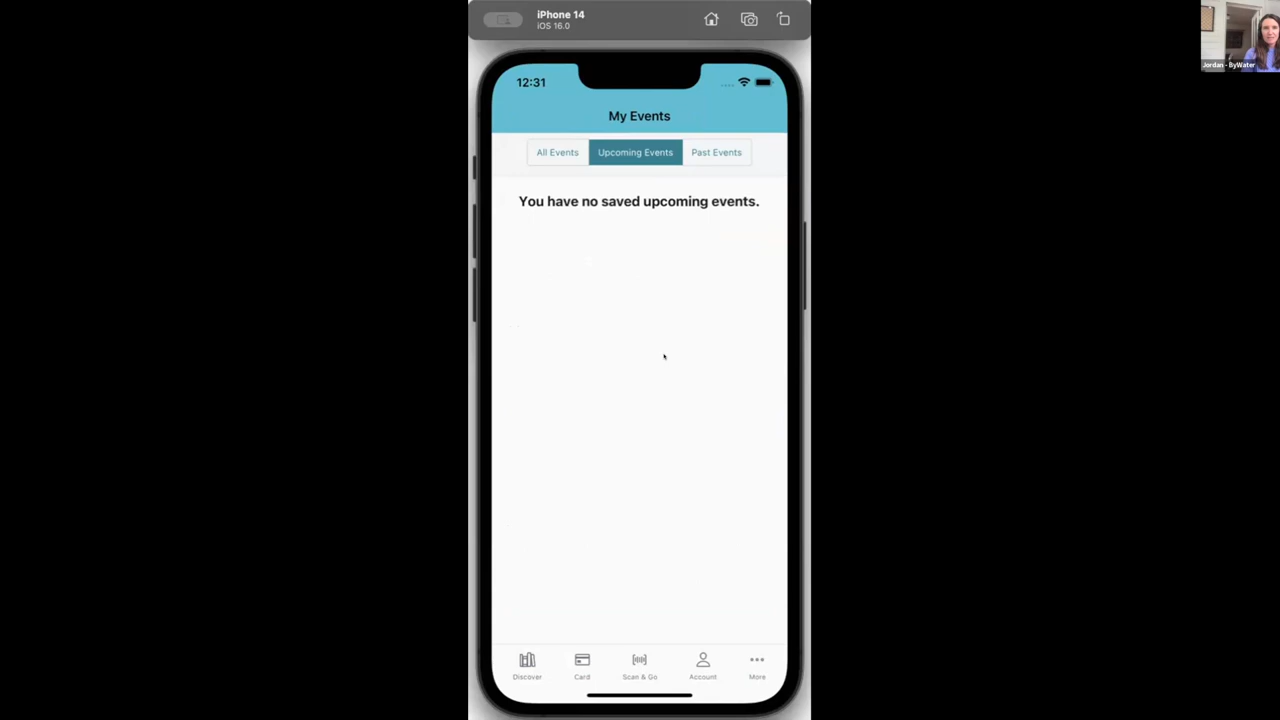 iPhone 14
iOS 16.0
Jordan - ByWater
12:31
My Events
All Events Upcoming Events Past Events
You have no saved upcoming events.
Discover Card Scan & Go Account More